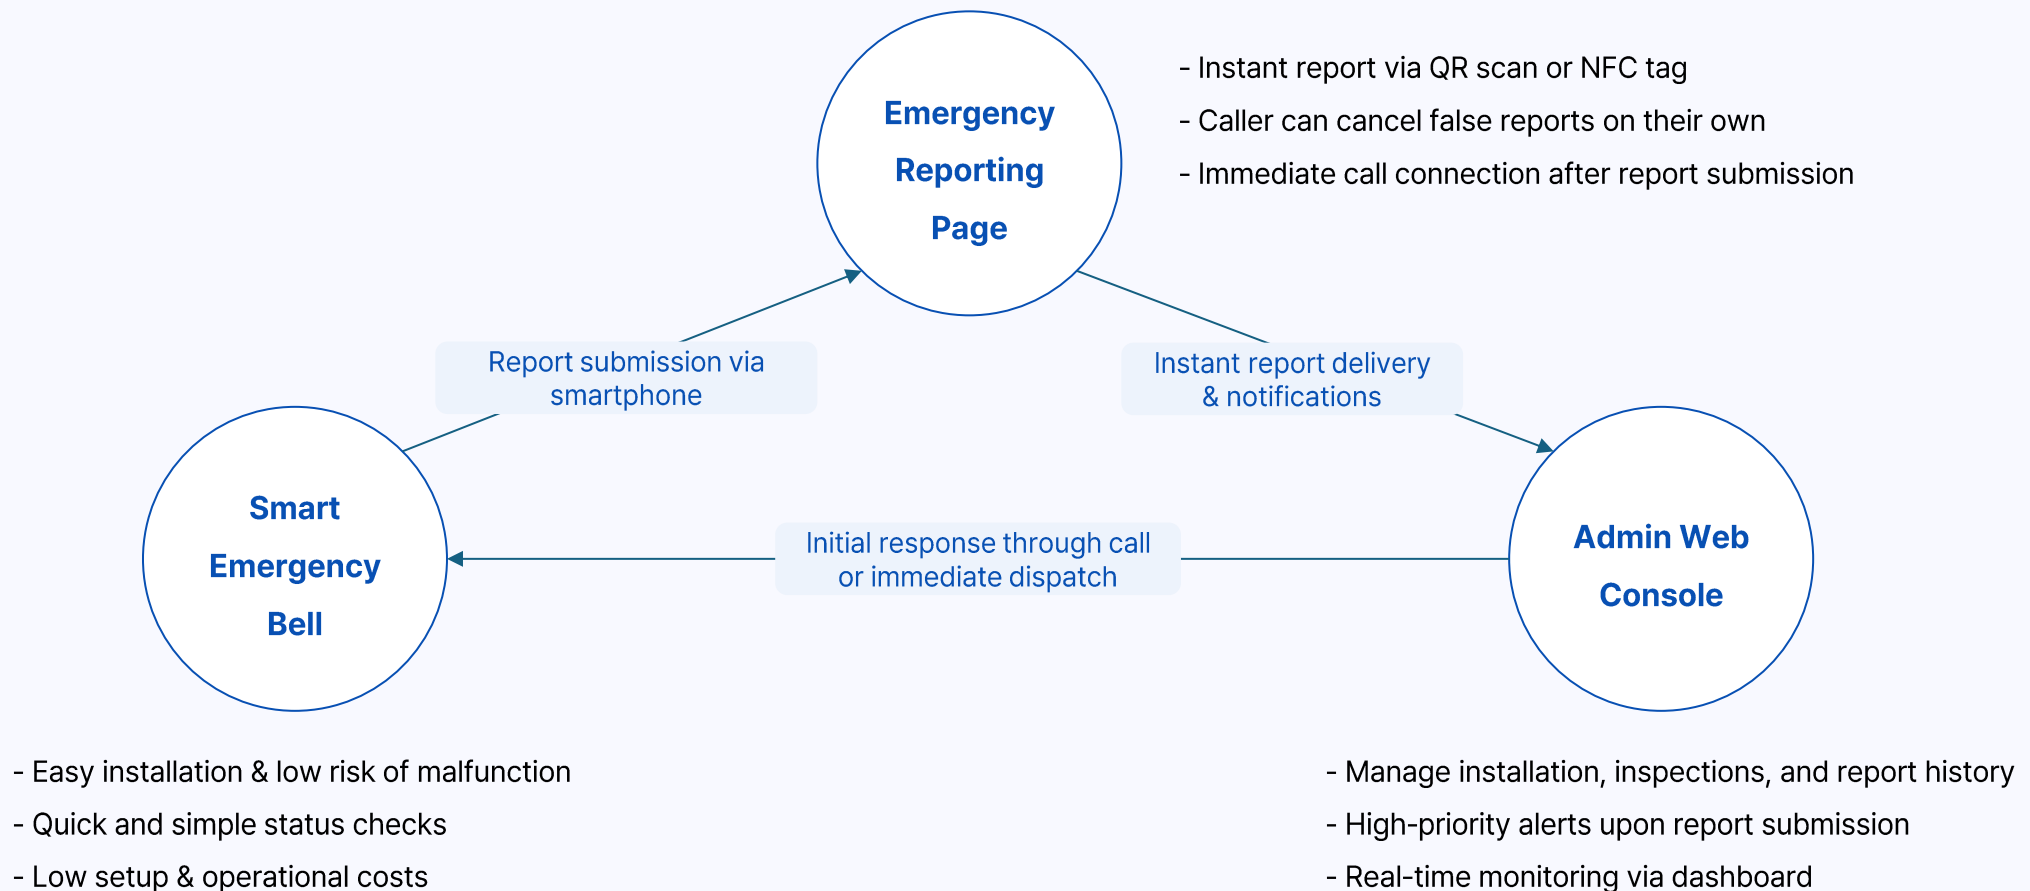 Emergency
Reporting
Page
- Instant report via QR scan or NFC tag
- Caller can cancel false reports on their own
- Immediate call connection after report submission
Report submission via
smartphone
Instant report delivery
& notifications
Smart
Emergency
Bell
Initial response through call
or immediate dispatch
Admin Web
Console
- Easy installation & low risk of malfunction
- Quick and simple status checks
- Low setup & operational costs
- Manage installation, inspections, and report history
- High-priority alerts upon report submission
- Real-time monitoring via dashboard